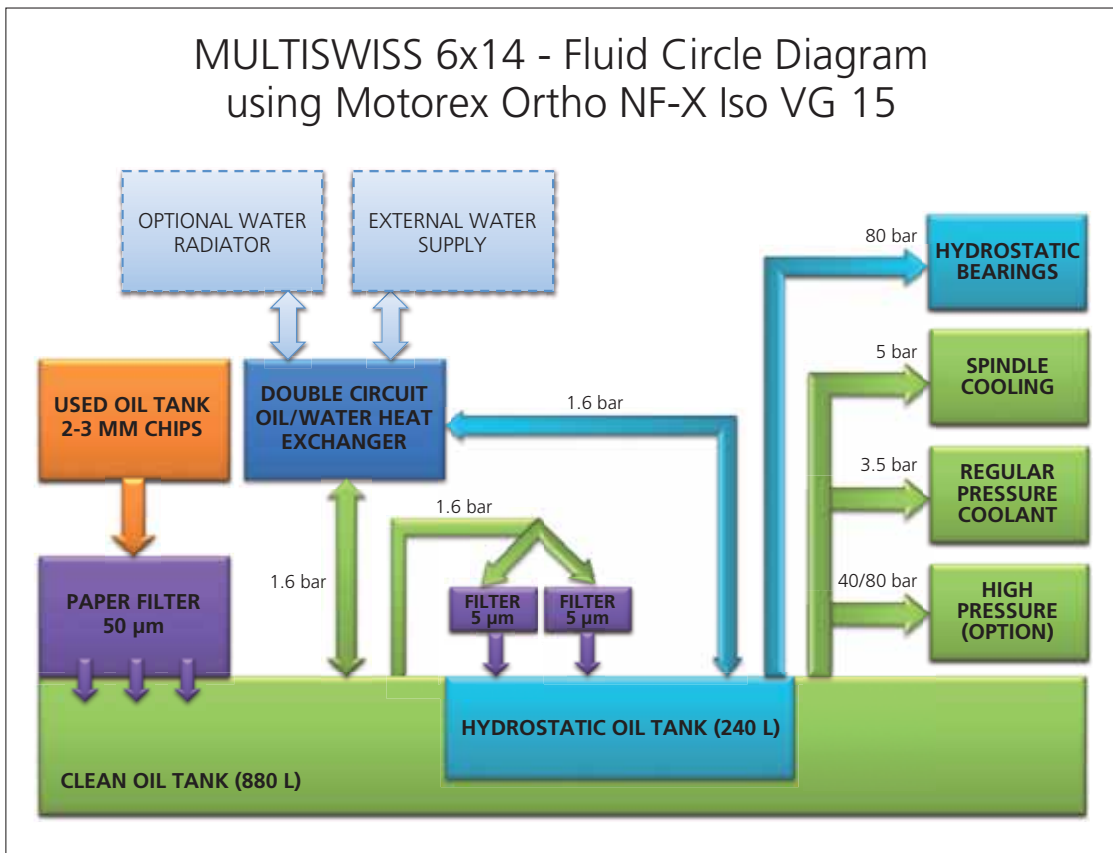 MULTISWISS 6x14 - Fluid Circle Diagram
using Motorex Ortho NF-X Iso VG 15
OPTIONAL WATER
RADIATOR
EXTERNAL WATER
SUPPLY
80 bar
HYDROSTATIC
BEARINGS
5 bar
SPINDLE
COOLING
USED OIL TANK
2-3 MM CHIPS
DOUBLE CIRCUIT
OIL/WATER HEAT
EXCHANGER
1.6 bar
3.5 bar
REGULAR
PRESSURE
COOLANT
1.6 bar
1.6 bar
PAPER FILTER
50 µm
FILTER
5 µm
FILTER
5 µm
40/80 bar
HIGH
PRESSURE
(OPTION)
HYDROSTATIC OIL TANK (240 L)
CLEAN OIL TANK (880 L)